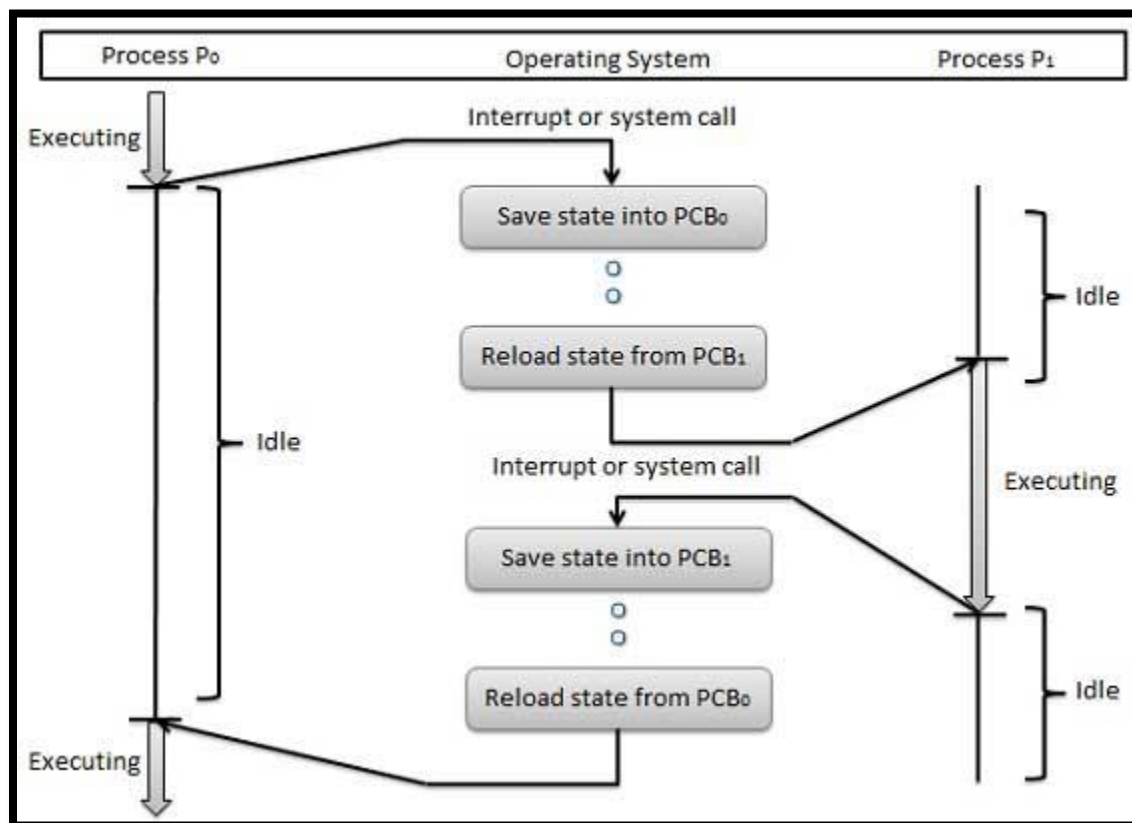 Process P₀ Operating System Process P₁
Interrupt or system call
Executing
Save state into PCB₀
Idle
Reload state from PCB₁
Idle
Interrupt or system call
Executing
Save state into PCB₁
Reload state from PCB₀
Idle
Executing